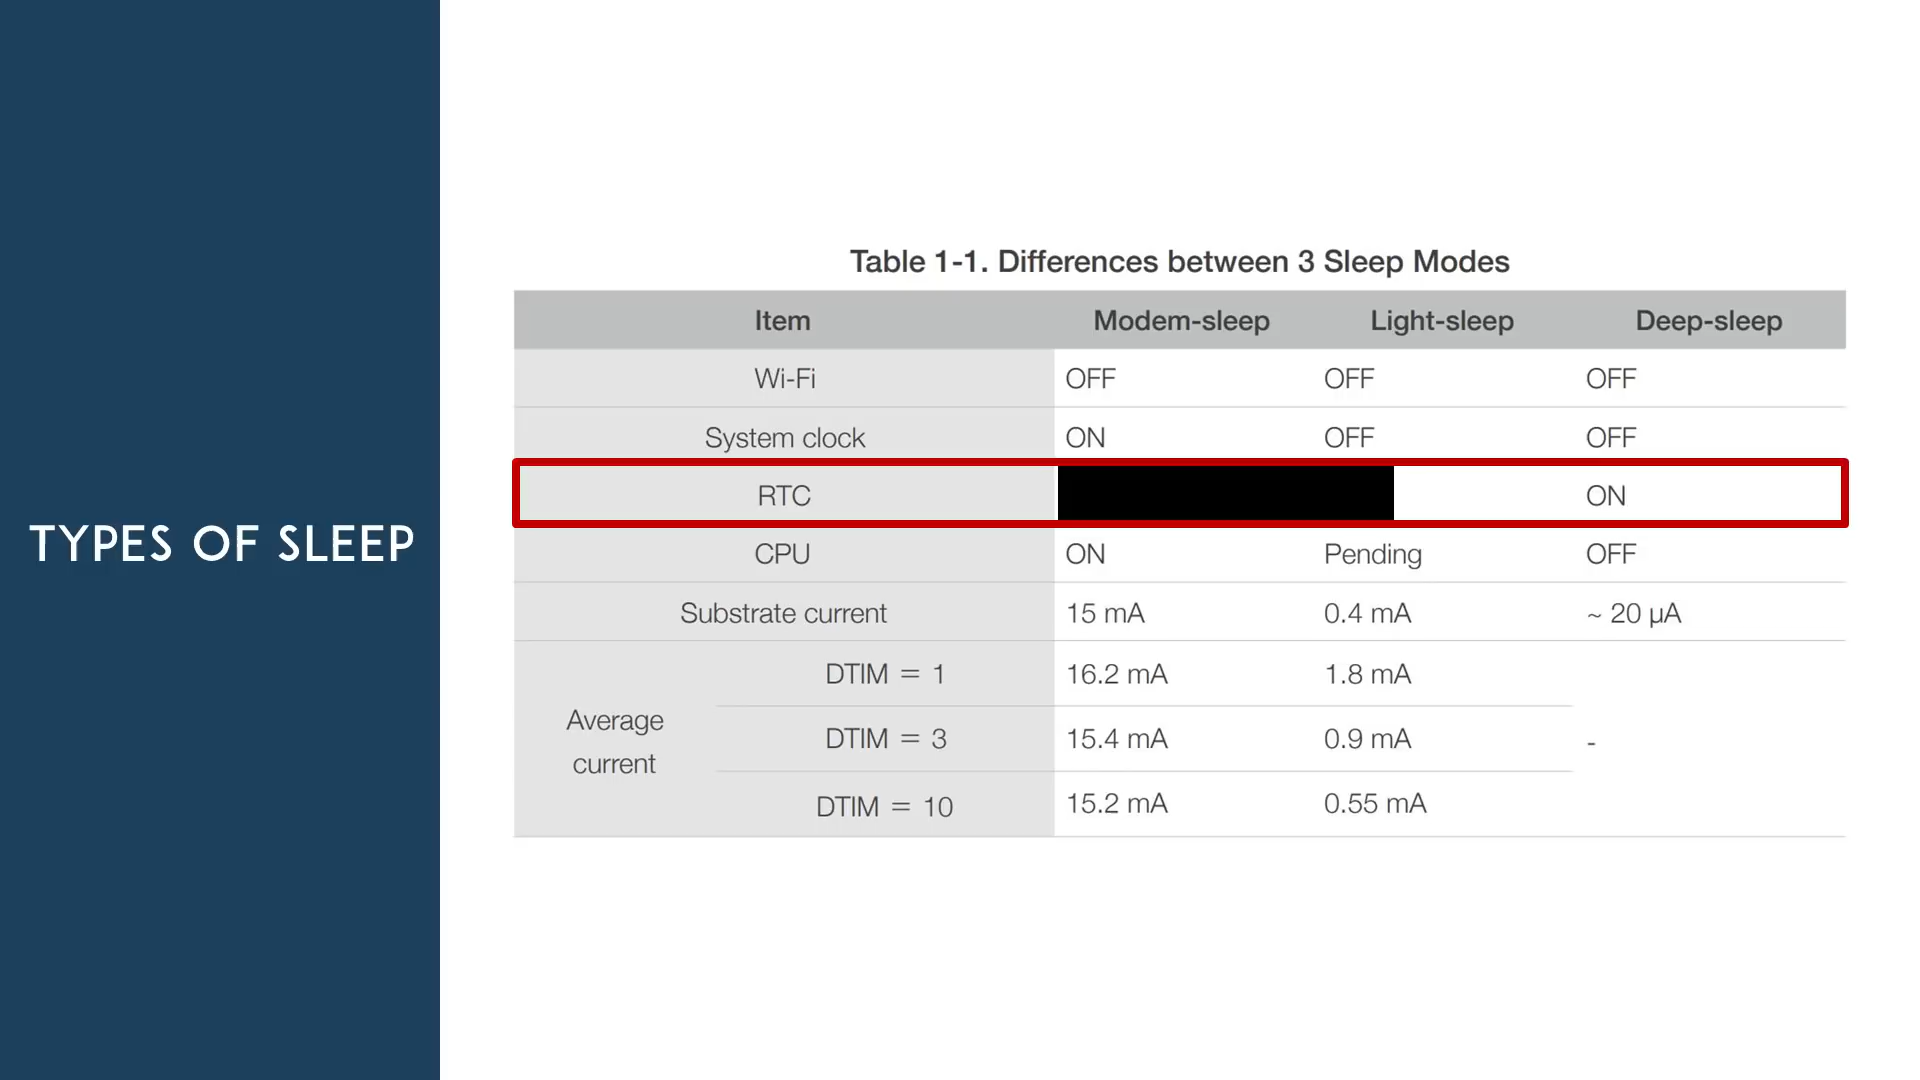 TYPES OF SLEEP
Table 1-1. Differences between 3 Sleep Modes
Item Modem-sleep Light-sleep Deep-sleep
Wi-Fi OFF OFF OFF
System clock ON OFF OFF
RTC ON
CPU ON Pending OFF
Substrate current 15 mA 0.4 mA ~ 20 μA
Average current
DTIM = 1 16.2 mA 1.8 mA
DTIM = 3 15.4 mA 0.9 mA -
DTIM = 10 15.2 mA 0.55 mA